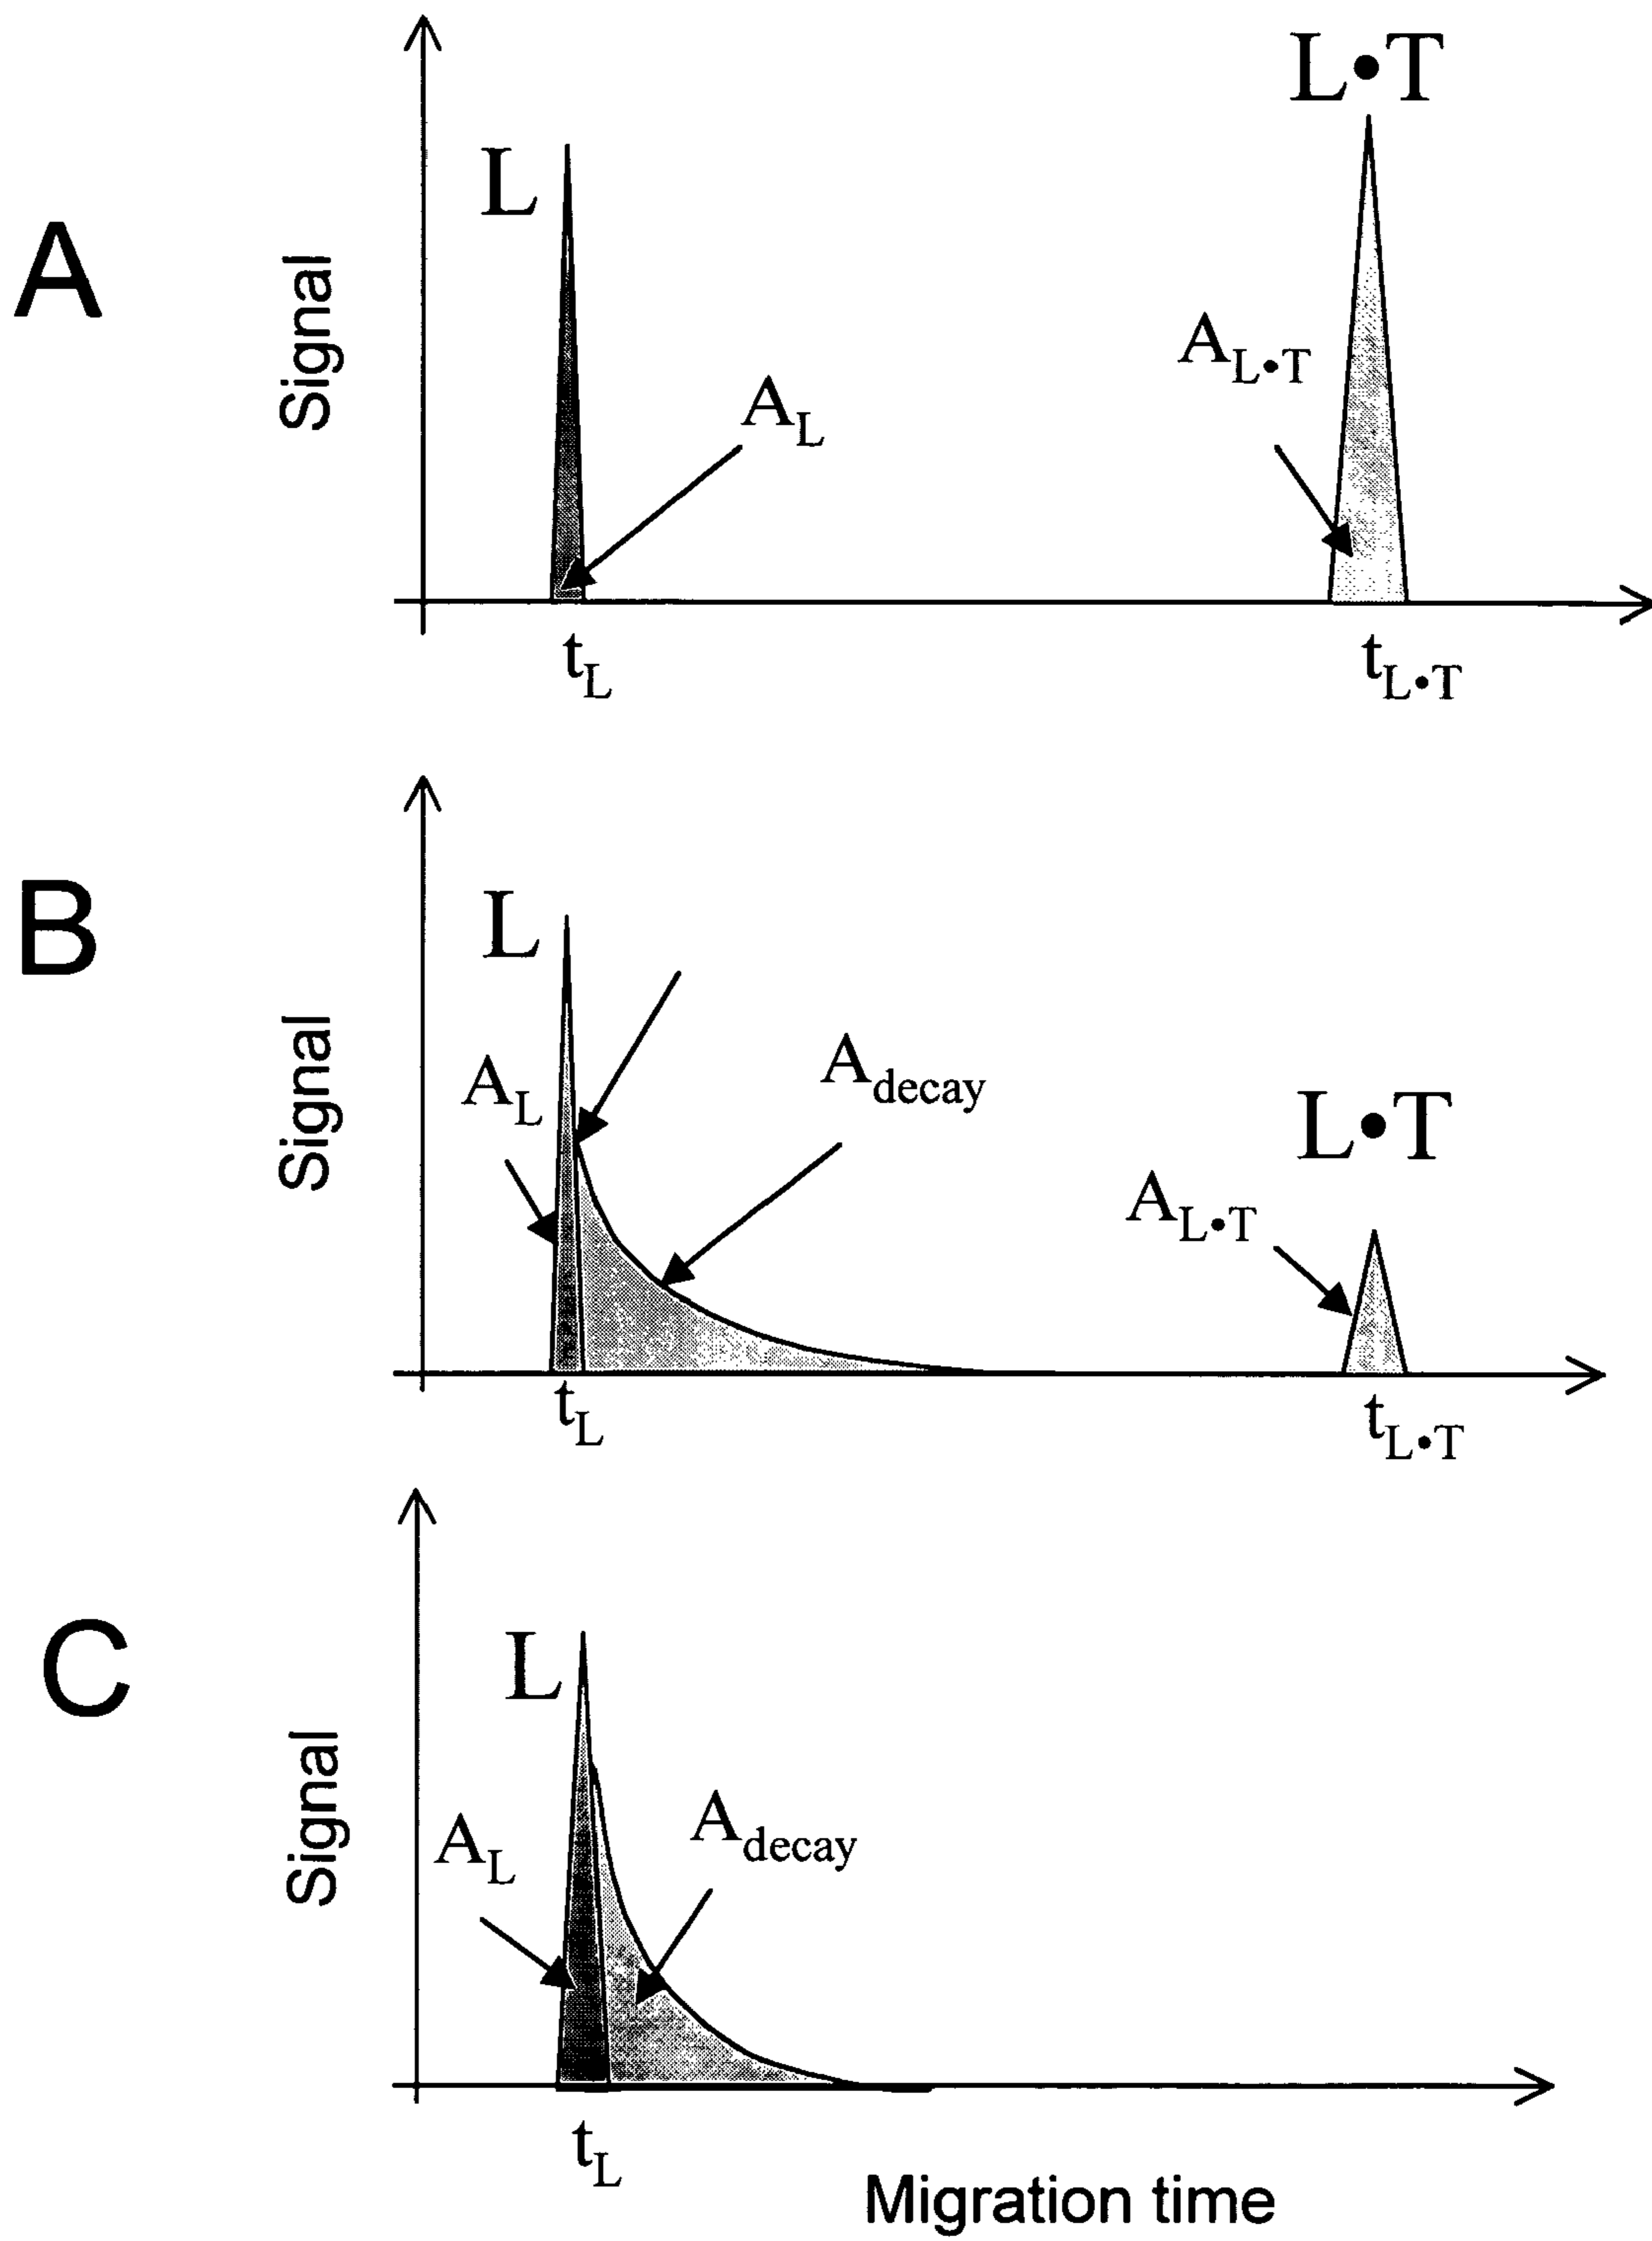 A
Signal
L
L•T
A_L
A_L•T
t_L
t_L•T
B
Signal
L
A_L
A_decay
L•T
A_L•T
t_L
t_L•T
C
Signal
L
A_L
A_decay
t_L
Migration time